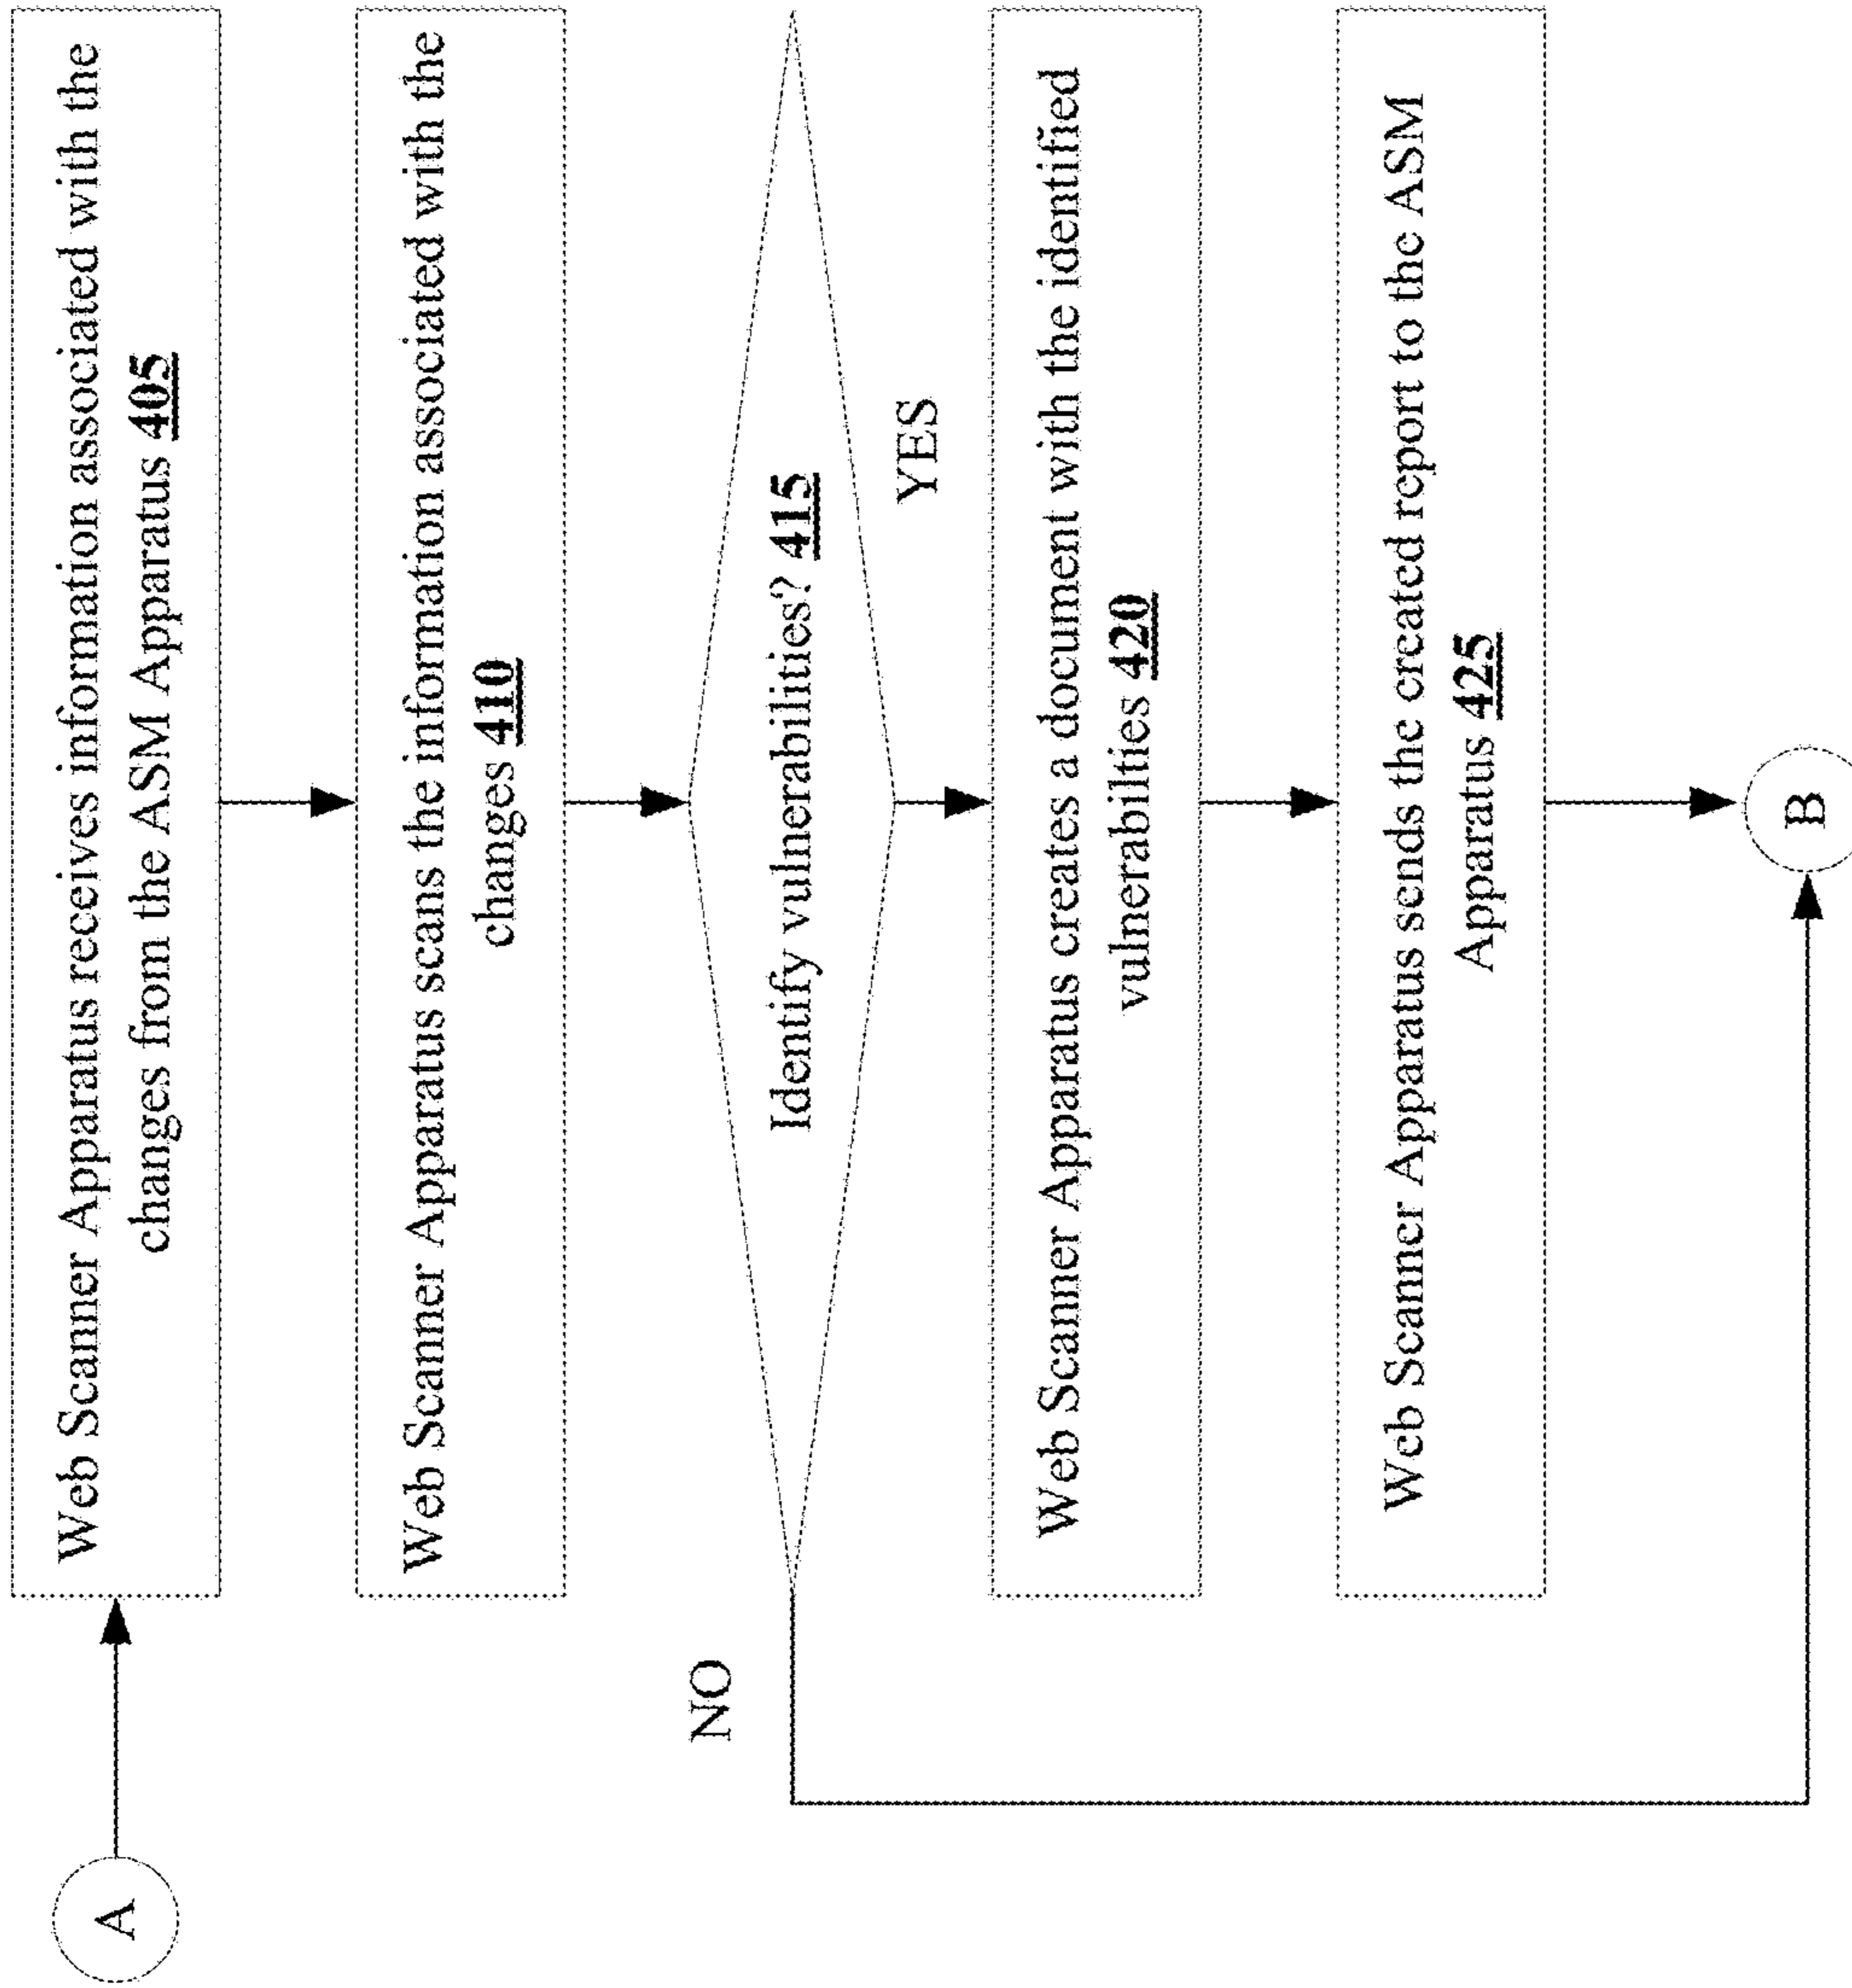 A
Web Scanner Apparatus receives information associated with the
changes from the ASM Apparatus 405
Web Scanner Apparatus scans the information associated with the
changes 410
Identify vulnerabilities? 415
NO
YES
Web Scanner Apparatus creates a document with the identified
vulnerabilties 420
Web Scanner Apparatus sends the created report to the ASM
Apparatus 425
B